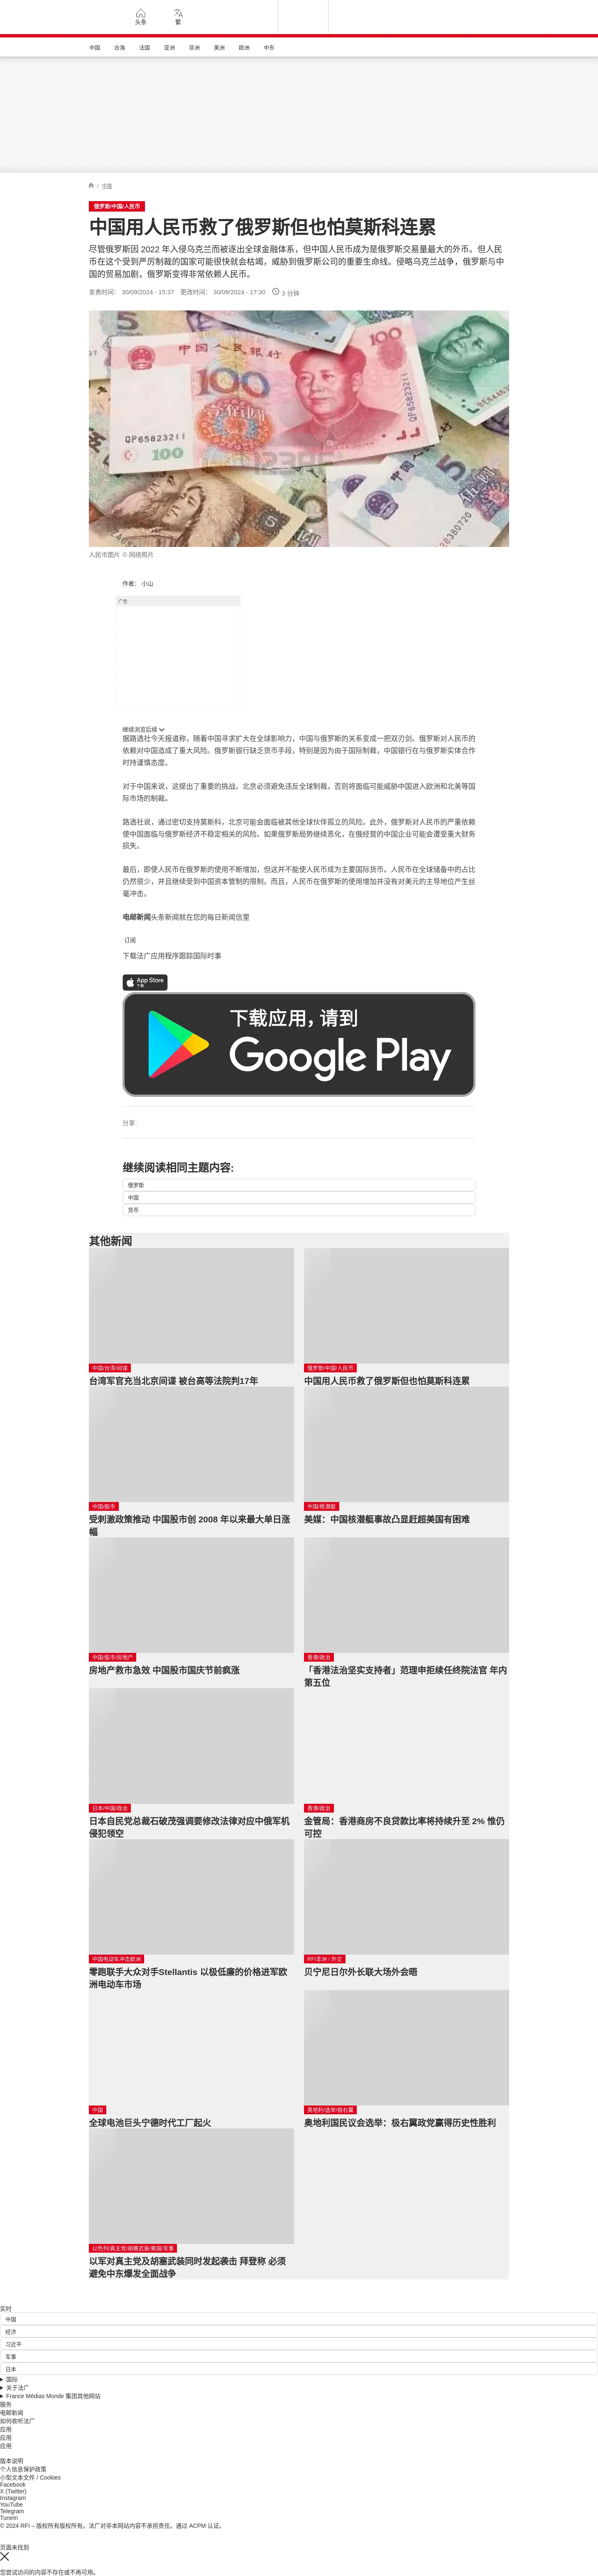 头条
繁
中国
台海
法国
亚洲
非洲
美洲
欧洲
中东
/ 中国
俄罗斯/中国/人民币
中国用人民币救了俄罗斯但也怕莫斯科连累
尽管俄罗斯因 2022 年入侵乌克兰而被逐出全球金融体系，但中国人民币成为是俄罗斯交易量最大的外币。但人民
币在这个受到严厉制裁的国家可能很快就会枯竭，威胁到俄罗斯公司的重要生命线。侵略乌克兰战争，俄罗斯与中
国的贸易加剧，俄罗斯变得非常依赖人民币。
发表时间： 30/09/2024 - 15:37 更改时间： 30/09/2024 - 17:30 3 分钟
中国人民银行
100
QP65823212
人民币图片 © 网络照片
作者： 小山
广告
继续浏览后续
据路透社今天报道称，随着中国寻求扩大在全球影响力，中国与俄罗斯的关系变成一把双刃剑。俄罗斯对人民币的
依赖对中国造成了重大风险。俄罗斯银行缺乏货币手段，特别是因为由于国际制裁，中国银行在与俄罗斯实体合作
时持谨慎态度。
对于中国来说，这提出了重要的挑战。北京必须避免违反全球制裁，否则将面临可能威胁中国进入欧洲和北美等国
际市场的制裁。
路透社说，通过密切支持莫斯科，北京可能会面临被其他全球伙伴孤立的风险。此外，俄罗斯对人民币的严重依赖
使中国面临与俄罗斯经济不稳定相关的风险。如果俄罗斯局势继续恶化，在俄经营的中国企业可能会遭受重大财务
损失。
最后，即使人民币在俄罗斯的使用不断增加，但这并不能使人民币成为主要国际货币。人民币在全球储备中的占比
仍然很少，并且继续受到中国资本管制的限制。而且，人民币在俄罗斯的使用增加并没有对美元的主导地位产生丝
毫冲击。
电邮新闻头条新闻就在您的每日新闻信里
订阅
下载法广应用程序跟踪国际时事
App Store
下载
下载应用，请到
Google Play
分享 :
继续阅读相同主题内容:
俄罗斯
中国
货币
其他新闻
中国/台湾/间谍
台湾军官充当北京间谍 被台高等法院判17年
俄罗斯/中国/人民币
中国用人民币救了俄罗斯但也怕莫斯科连累
中国/股市
受刺激政策推动 中国股市创 2008 年以来最大单日涨
幅
中国/核潜艇
美媒：中国核潜艇事故凸显赶超美国有困难
中国/股市/房地产
房地产救市急效 中国股市国庆节前疯涨
香港/政治
「香港法治坚实支持者」范理申拒续任终院法官 年内
第五位
日本/中国/政治
日本自民党总裁石破茂强调要修改法律对应中俄军机
侵犯领空
香港/政治
金管局：香港商房不良贷款比率将持续升至 2% 惟仍
可控
中国电动车冲击欧洲
零跑联手大众对手Stellantis 以极低廉的价格进军欧
洲电动车市场
RFI非洲 / 外交
贝宁尼日尔外长联大场外会晤
中国
全球电池巨头宁德时代工厂起火
奥地利/选举/极右翼
奥地利国民议会选举：极右翼政党赢得历史性胜利
以色列/真主党/胡赛武装/美国/军事
以军对真主党及胡塞武装同时发起袭击 拜登称 必须
避免中东爆发全面战争
实时
中国
经济
习近平
军事
日本
国际
关于法广
France Médias Monde 集团其他网站
服务
电邮新闻
如何收听法广
应用
应用
应用
版本说明
个人信息保护政策
小型文本文件 / Cookies
Facebook
X (Twitter)
Instagram
YouTube
Telegram
TuneIn
© 2024 RFI – 版权所有版权所有。法广对非本网站内容不承担责任。通过 ACPM 认证。
页面未找到
您尝试访问的内容不存在或不再可用。